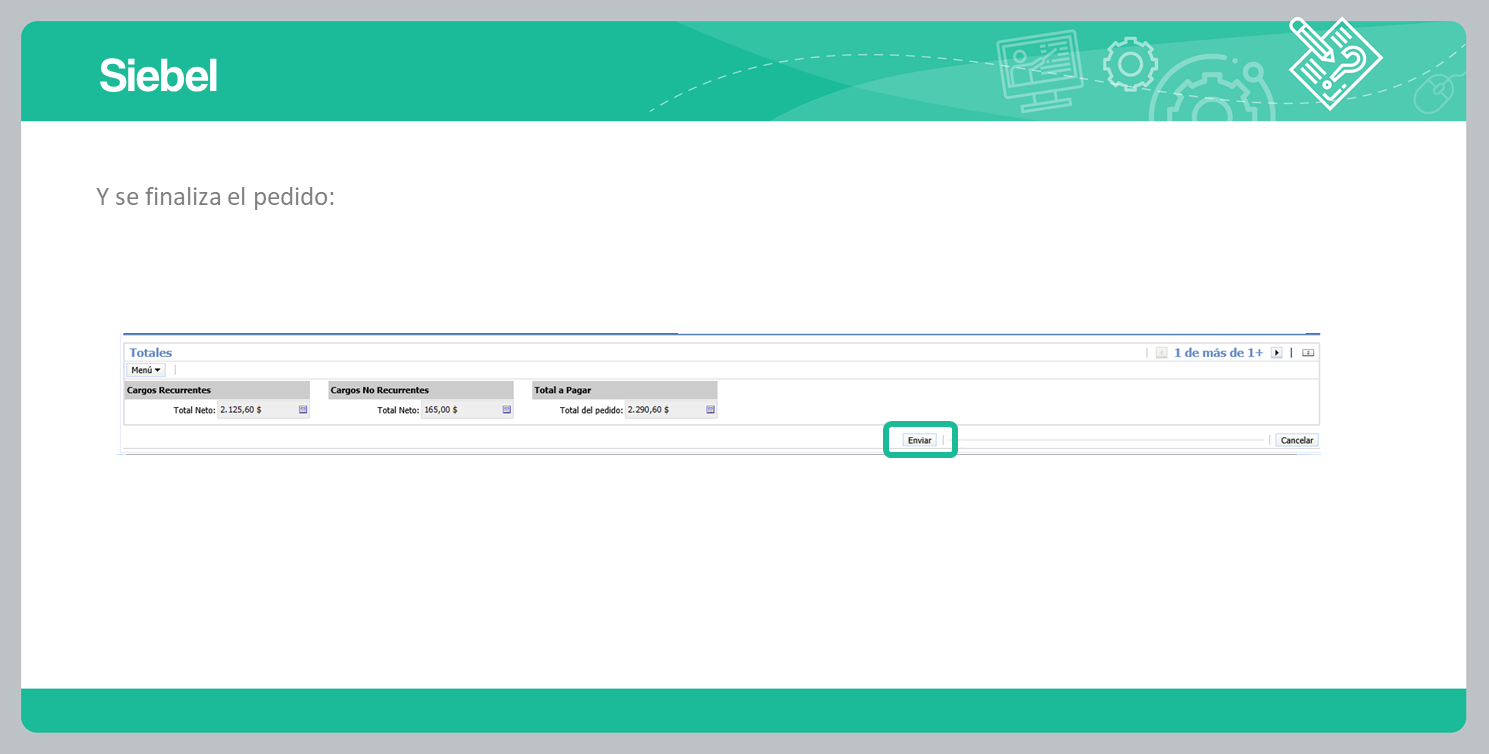 Siebel
Y se finaliza el pedido:
Totales
1 de más de 1+
Menú
Cargos Recurrentes
Cargos No Recurrentes
Total a Pagar
Total Neto: 2.125,60 $
Total Neto: 165,00 $
Total del pedido: 2.290,60 $
Enviar
Cancelar